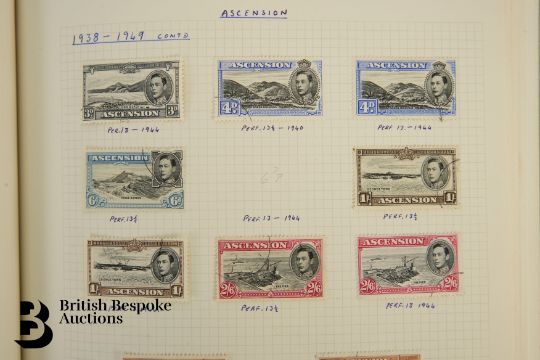 ASCENSION
1938 - 1949 CONTD
3D ASCENSION
ASCENSION 4D
ASCENSION 4D
PER. 13 - 1944
PERF. 13½ - 1940
PERF. 13 - 1944
ASCENSION 6D
1/- ASCENSION
PERF. 13½
PERF. 13 - 1944
PERF. 13½
1/- ASCENSION
ASCENSION 2/6
ASCENSION 2/6
PERF. 13½
PERF. 13 1944
British Bespoke
Auctions